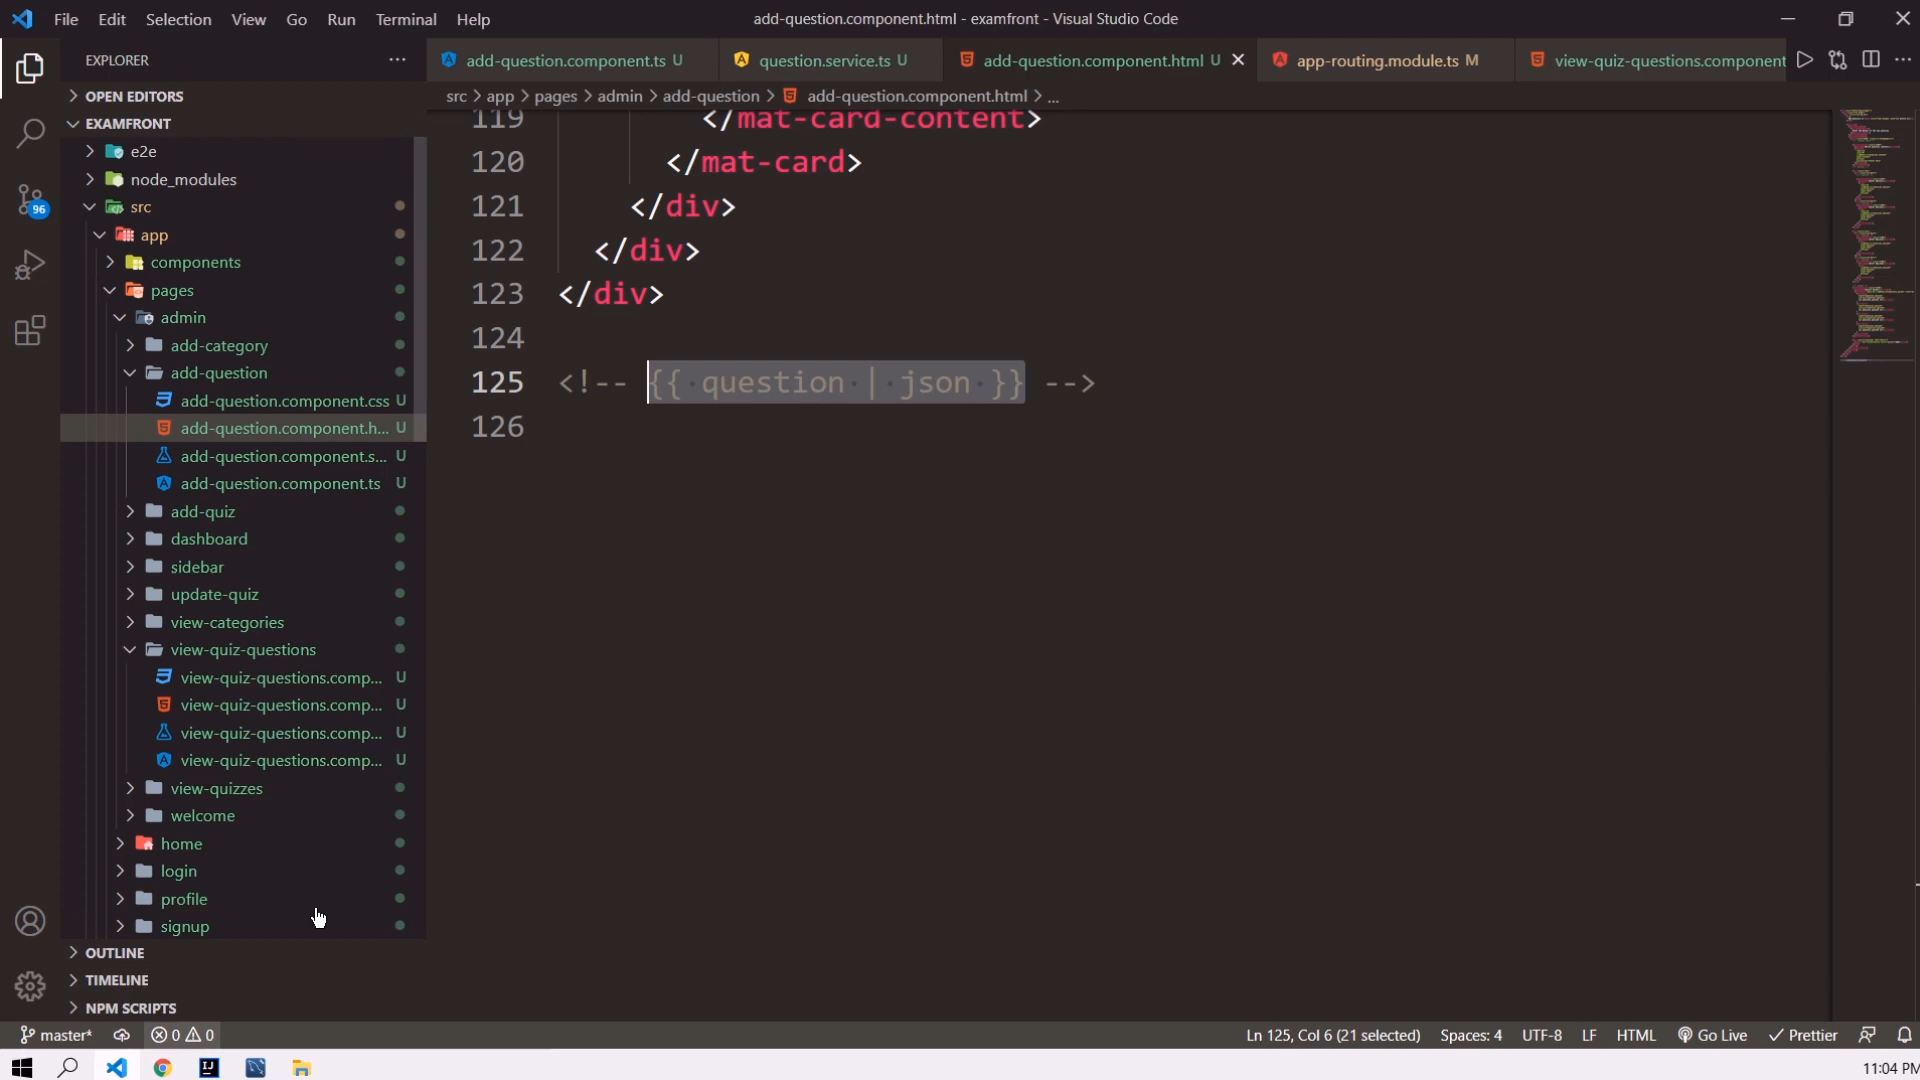 File Edit Selection View Go Run Terminal Help
add-question.component.html - examfront - Visual Studio Code
EXPLORER
add-question.component.ts U
question.service.ts U
add-question.component.html U
app-routing.module.ts M
view-quiz-questions.component
src > app > pages > admin > add-question > add-question.component.html > ...
OPEN EDITORS
EXAMFRONT
e2e
node_modules
src
app
components
pages
admin
add-category
add-question
add-question.component.css U
add-question.component.h... U
add-question.component.s... U
add-question.component.ts U
add-quiz
dashboard
sidebar
update-quiz
view-categories
view-quiz-questions
view-quiz-questions.comp... U
view-quiz-questions.comp... U
view-quiz-questions.comp... U
view-quiz-questions.comp... U
view-quizzes
welcome
home
login
profile
signup
OUTLINE
TIMELINE
NPM SCRIPTS
96
119 </mat-card-content>
120 </mat-card>
121 </div>
122 </div>
123 </div>
124
125 <!-- {{ question | json }} -->
126
master* 0 0
Ln 125, Col 6 (21 selected) Spaces: 4 UTF-8 LF HTML Go Live Prettier
11:04 PM